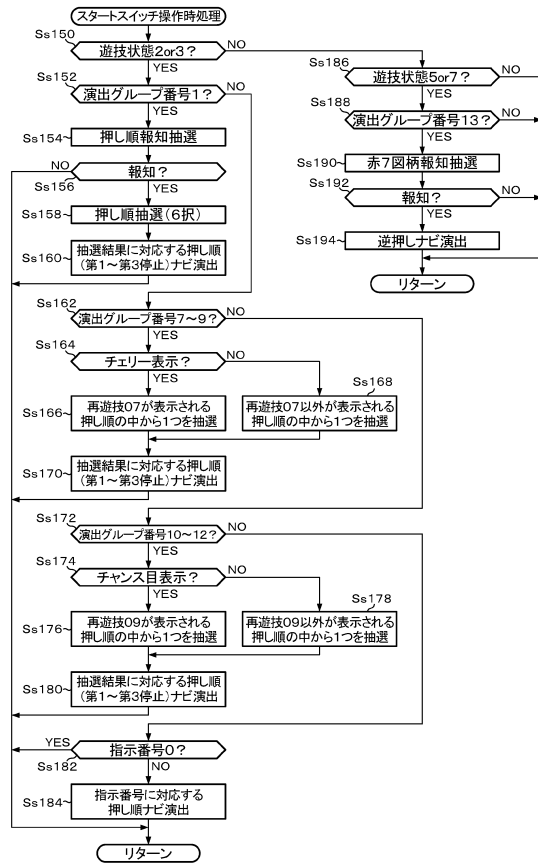 スタートスイッチ操作時処理
Ss150
遊技状態2or3?
NO
YES
Ss152
演出グループ番号1?
NO
YES
Ss154
押し順報知抽選
NO
報知?
Ss156
YES
Ss158
押し順抽選(6択)
Ss160
抽選結果に対応する押し順
(第1~第3停止)ナビ演出
Ss162
演出グループ番号7~9?
NO
YES
Ss164
チェリー表示?
NO
YES
Ss166
再遊技07が表示される
押し順の中から1つを抽選
Ss168
再遊技07以外が表示される
押し順の中から1つを抽選
Ss170
抽選結果に対応する押し順
(第1~第3停止)ナビ演出
Ss172
演出グループ番号10~12?
NO
YES
Ss174
チャンス目表示?
NO
YES
Ss176
再遊技09が表示される
押し順の中から1つを抽選
Ss178
再遊技09以外が表示される
押し順の中から1つを抽選
Ss180
抽選結果に対応する押し順
(第1~第3停止)ナビ演出
YES
指示番号0?
Ss182
NO
Ss184
指示番号に対応する
押し順ナビ演出
リターン
Ss186
遊技状態5or7?
NO
YES
Ss188
演出グループ番号13?
NO
YES
Ss190
赤7図柄報知抽選
Ss192
報知?
NO
YES
Ss194
逆押しナビ演出
リターン